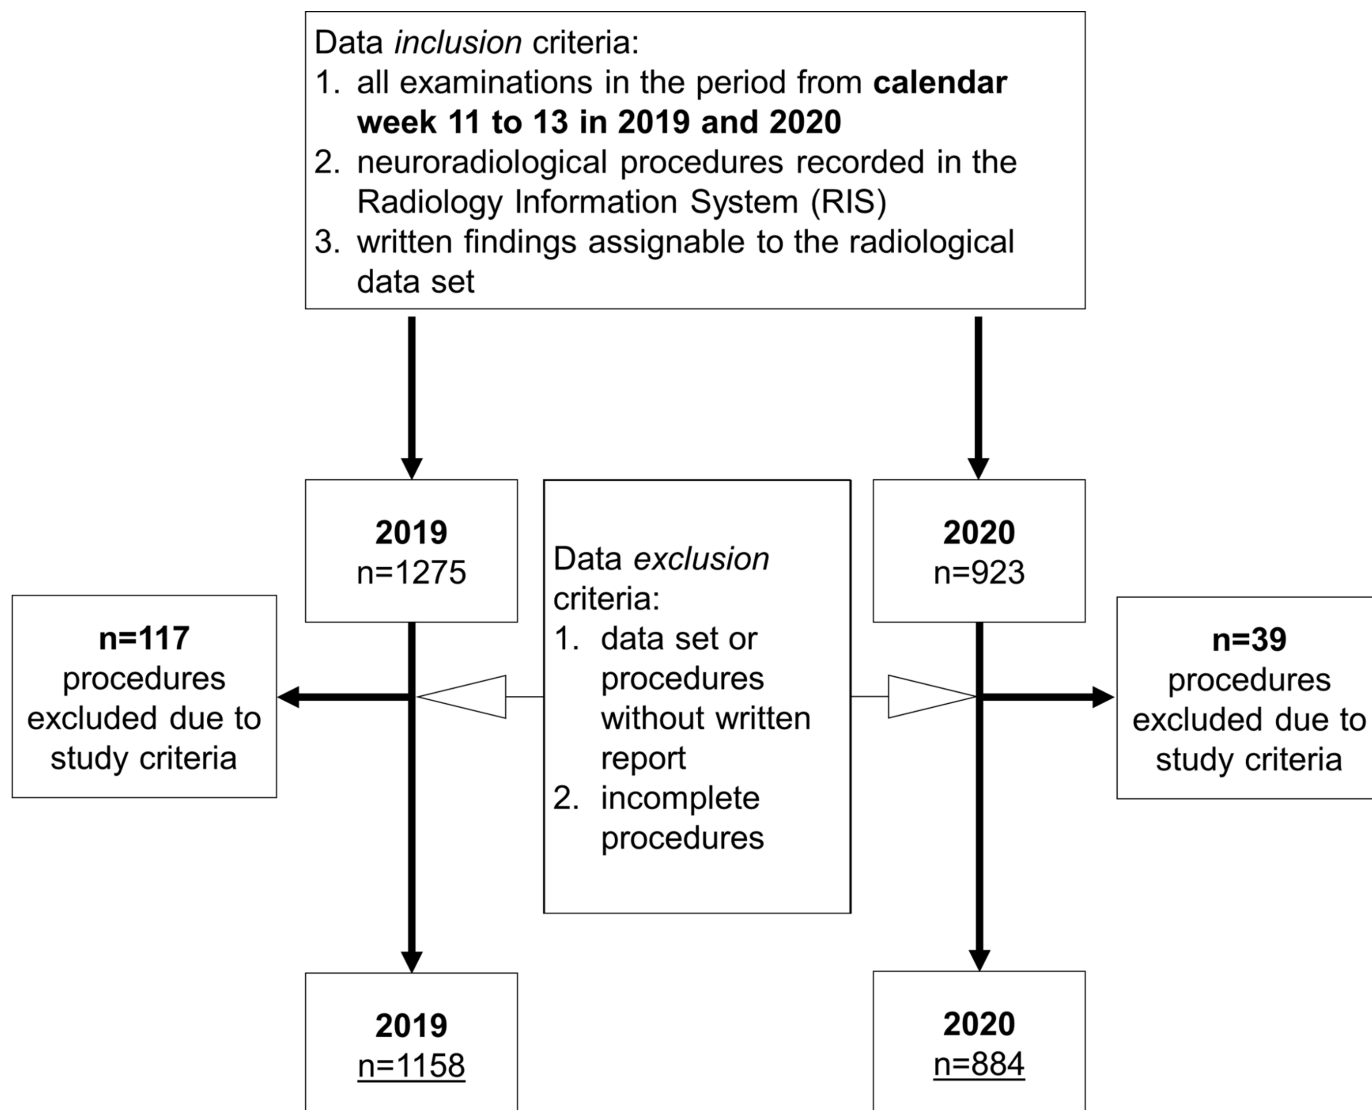 Data inclusion criteria:
1. all examinations in the period from calendar
week 11 to 13 in 2019 and 2020
2. neuroradiological procedures recorded in the
Radiology Information System (RIS)
3. written findings assignable to the radiological
data set
2019
n=1275
Data exclusion
criteria:
1. data set or
procedures
without written
report
2. incomplete
procedures
2020
n=923
n=117
procedures
excluded due to
study criteria
n=39
procedures
excluded due to
study criteria
2019
n=1158
2020
n=884